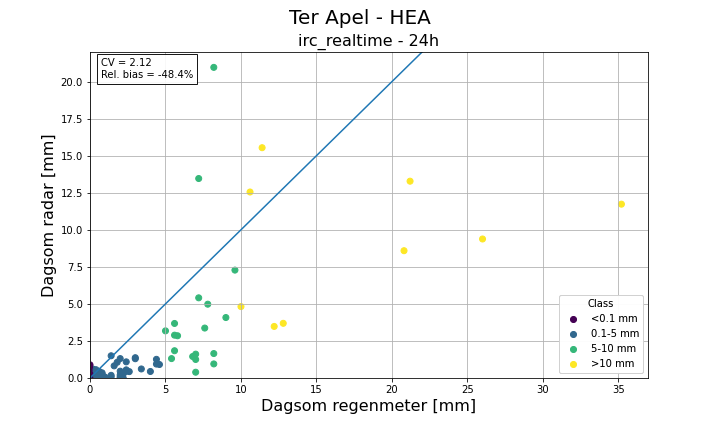 Ter Apel - HEA
irc_realtime - 24h
CV = 2.12
Rel. bias = -48.4%
Dagsom radar [mm]
20.0
17.5
15.0
12.5
10.0
7.5
5.0
2.5
0.0
0 5 10 15 20 25 30 35
Dagsom regenmeter [mm]
Class
<0.1 mm
0.1-5 mm
5-10 mm
>10 mm